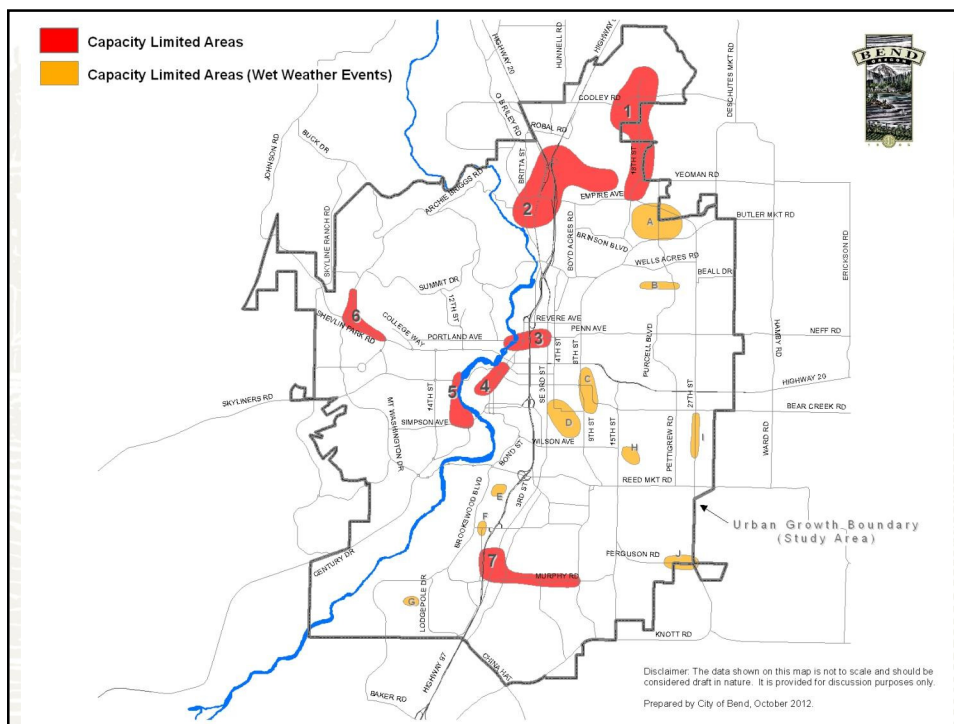 Capacity Limited Areas
Capacity Limited Areas (Wet Weather Events)
BEND
OREGON
HIGHWAY 20
HUNNELL RD
HIGHWAY
DESCHUTES MKT RD
O B RILEY RD
COOLEY RD
1
ROBAL RD
JOHNSON RD
BUCK DR
BRITTA ST
18TH ST
YEOMAN RD
ARCHIE BRIGGS RD
EMPIRE AVE
2
BUTLER MKT RD
A
SKYLINE RANCH RD
BOYD ACRES RD
BRINSON BLVD
WELLS ACRES RD
ERICKSON RD
BEALL DR
SUMMIT DR
B
12TH ST
6
SHEVLIN PARK RD
COLLEGE WAY
REVERE AVE
PENN AVE
NEFF RD
PORTLAND AVE
3
4TH ST
8TH ST
PURCELL BLVD
HAMBY RD
HIGHWAY 20
4
C
5
14TH ST
SE 3RD ST
27TH ST
SKYLINERS RD
BEAR CREEK RD
MT WASHINGTON DR
SIMPSON AVE
D
9TH ST
15TH ST
PETTIGREW RD
I
WARD RD
WILSON AVE
BOND ST
H
REED MKT RD
3RD ST
BROOKSWOOD BLVD
E
F
Urban Growth Boundary
(Study Area)
CENTURY DR
7
FERGUSON RD
J
MURPHY RD
LODGEPOLE DR
G
KNOTT RD
HIGHWAY 97
CHINA HAT
BAKER RD
Disclaimer: The data shown on this map is not to scale and should be
considered draft in nature. It is provided for discussion purposes only.
Prepared by City of Bend, October 2012.